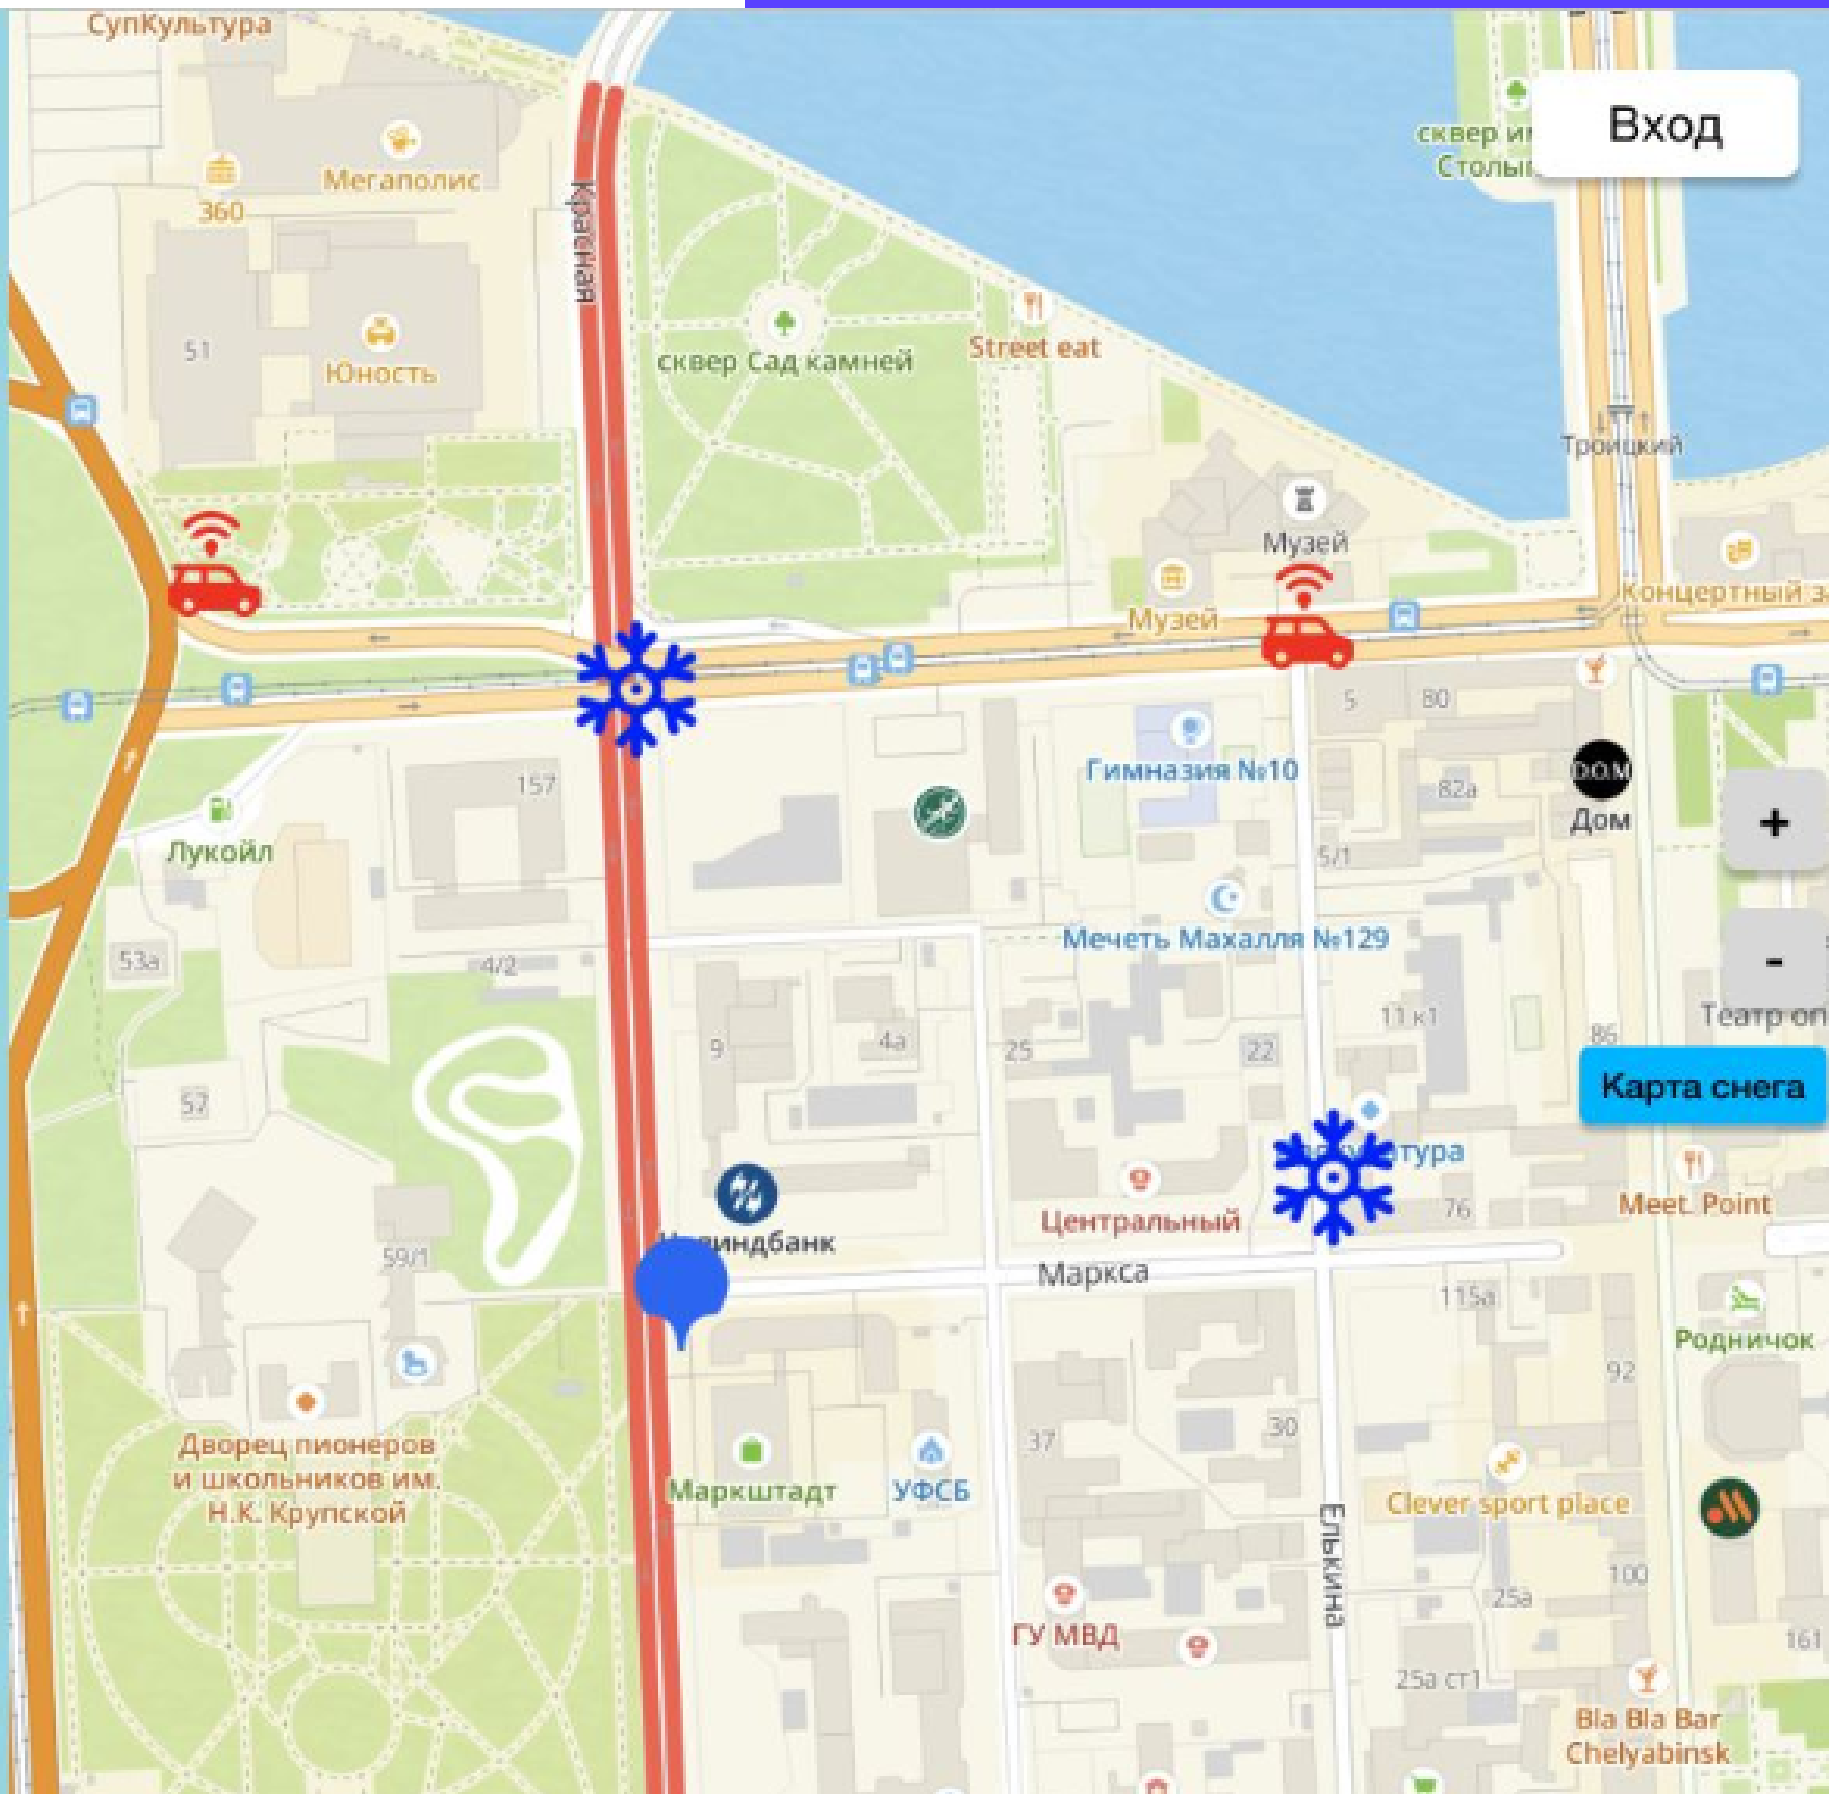 СупКультура
Вход
сквер
Мегаполис
360
Красная
51
Юность
сквер Сад камней
Street eat
Троицкий
Музей
Музей
Концертный
5
80
157
Гимназия №10
82а
D.O.M
Дом
+
5/1
Лукойл
Мечеть Махалля №129
53а
4/2
-
Театр оп
11 к1
9
4а
25
22
86
57
Карта снега
76
Meet. Point
Центральный
59/1
Маркса
115а
Родничок
92
30
37
Дворец пионеров
и школьников им.
Н.К. Крупской
Маркштадт
УФСБ
Clever sport place
Елькина
100
25а
ГУ МВД
161
25а ст1
Bla Bla Bar
Chelyabinsk